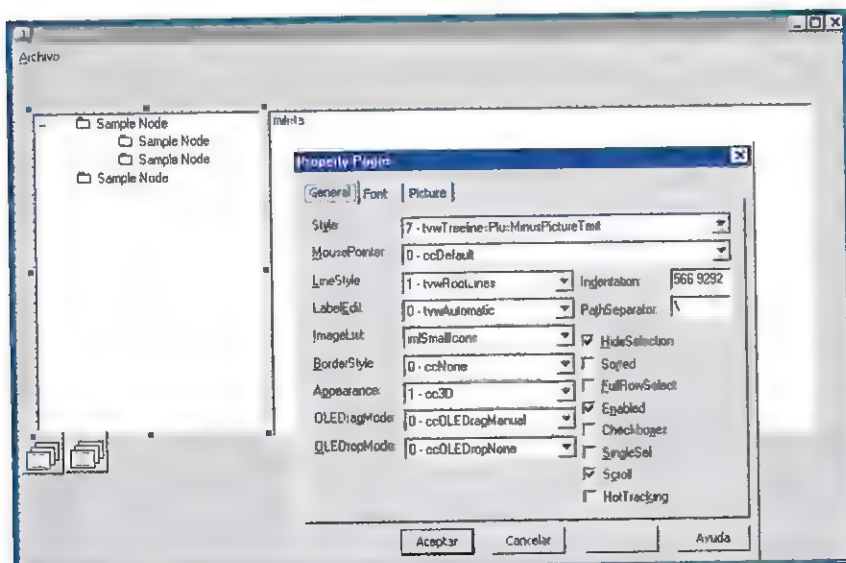 Archivo
Sample Node
Sample Node
Sample Node
Sample Node
Property Pages
General Font Picture
Style 7 - tvwTreelinesPlusMinusPictureText
MousePointer 0 - ccDefault
LineStyle 1 - tvwRootLines Indentation: 566.9292
LabelEdit 0 - tvwAutomatic PathSeparator: \
ImageList: imlSmallIcons HideSelection
BorderStyle 0 - ccNone Sorted
Appearance: 1 - cc3D FullRowSelect
OLEDragMode: 0 - ccOLEDragManual Enabled
OLEDropMode: 0 - ccOLEDropNone Checkboxes
SingleSel
Scroll
HotTracking
Aceptar Cancelar Ayuda